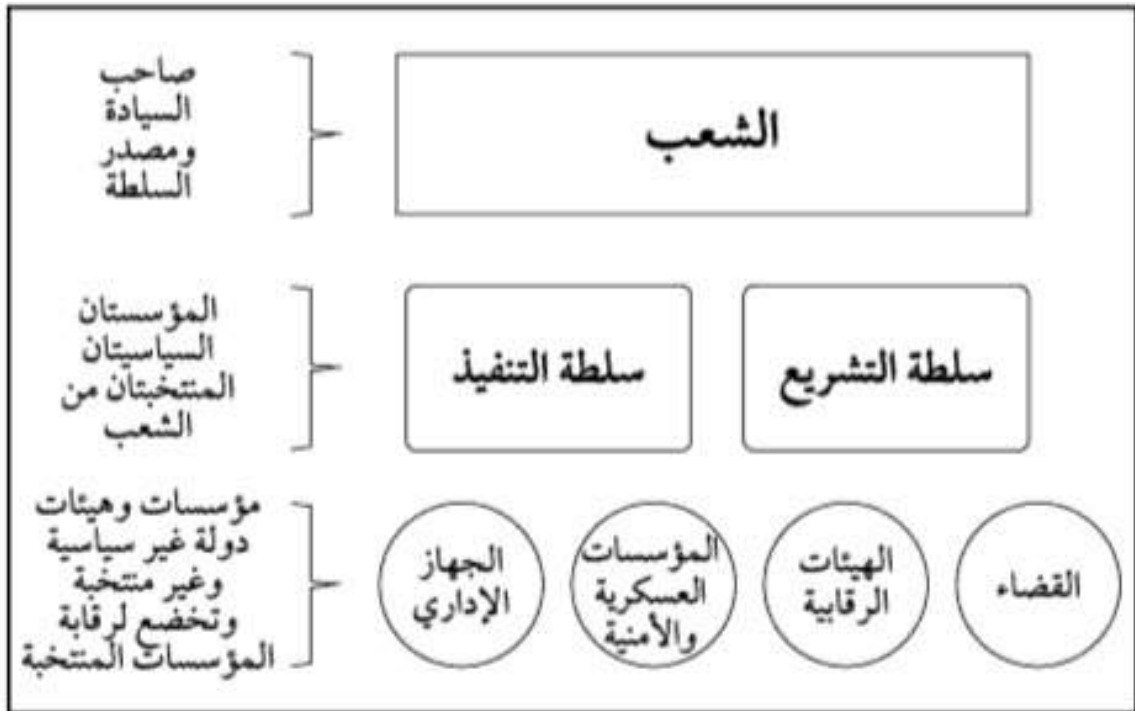 الشعب
صاحب
السيادة
ومصدر
السلطة
سلطة التشريع
سلطة التنفيذ
المؤسستان
السياسيتان
المنتخبتان من
الشعب
القضاء
الهيئات
الرقابية
المؤسسات
العسكرية
والأمنية
الجهاز
الإداري
مؤسسات وهيئات
دولة غير سياسية
وغير منتخبة
وتخضع لرقابة
المؤسسات المنتخبة